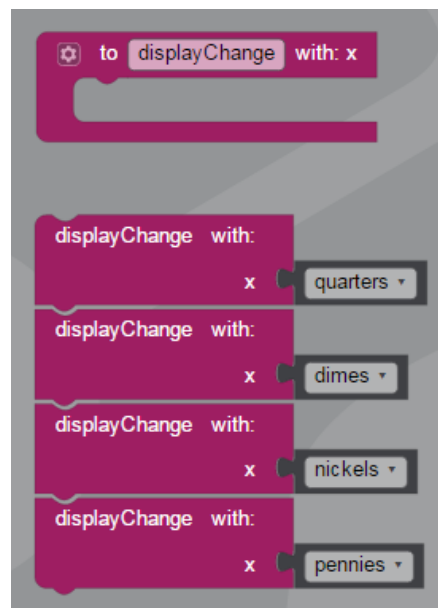 to displayChange with: x
displayChange with:
x quarters
displayChange with:
x dimes
displayChange with:
x nickels
displayChange with:
x pennies